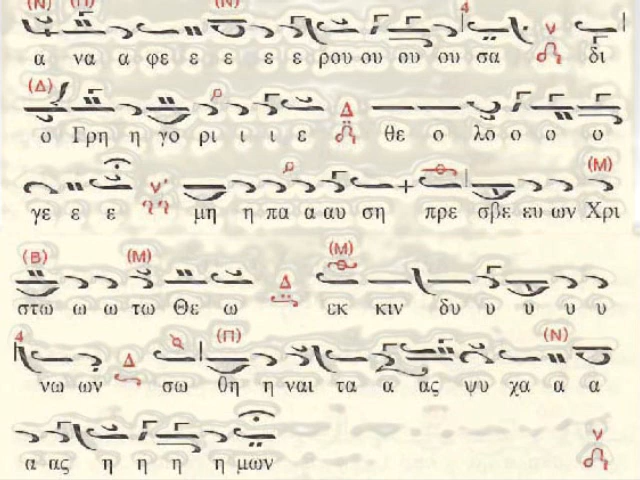 (Ν) (Π) (Ν)
4 ν
α να α φε ε ε ε ε ρου ου ου ου σα δι
(Δ) Δ
ο Γρη η γο ρι ι ι ε θε ο λο ο ο ο
ν' (Μ)
γε ε ε μη η πα α αυ ση πρε σβε ευ ων Χρι
(Β) (Μ) Δ (Μ)
στω ω ω τω Θε ω εκ κιν δυ υ υ υ υ
4 Δ (Π) (Ν)
νω ων σω θη η ναι τα α ας ψυ χα α α
ν
α ας η η η η μων